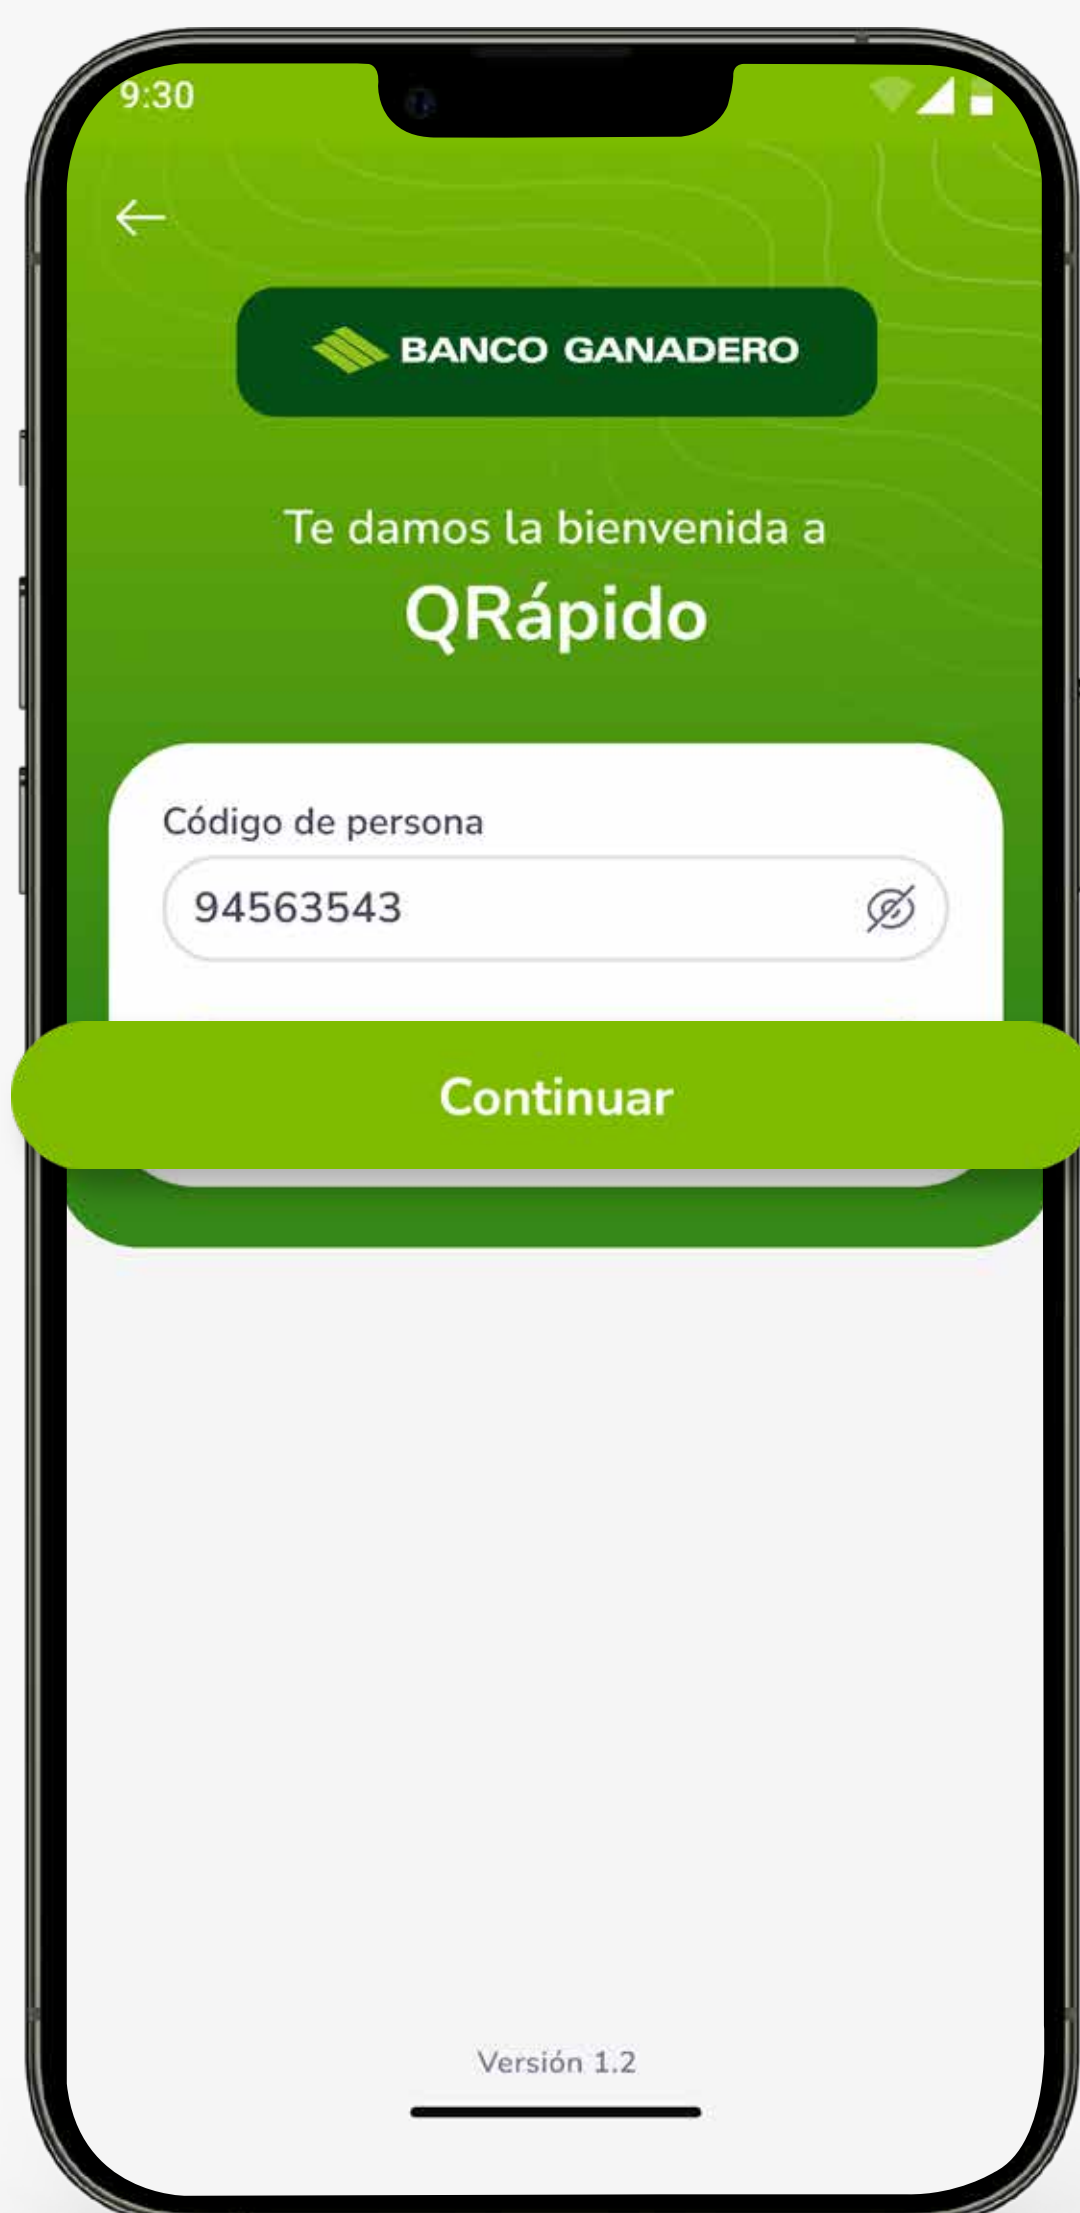 9:30
BANCO GANADERO
Te damos la bienvenida a
QRápido
Código de persona
94563543
Continuar
Versión 1.2